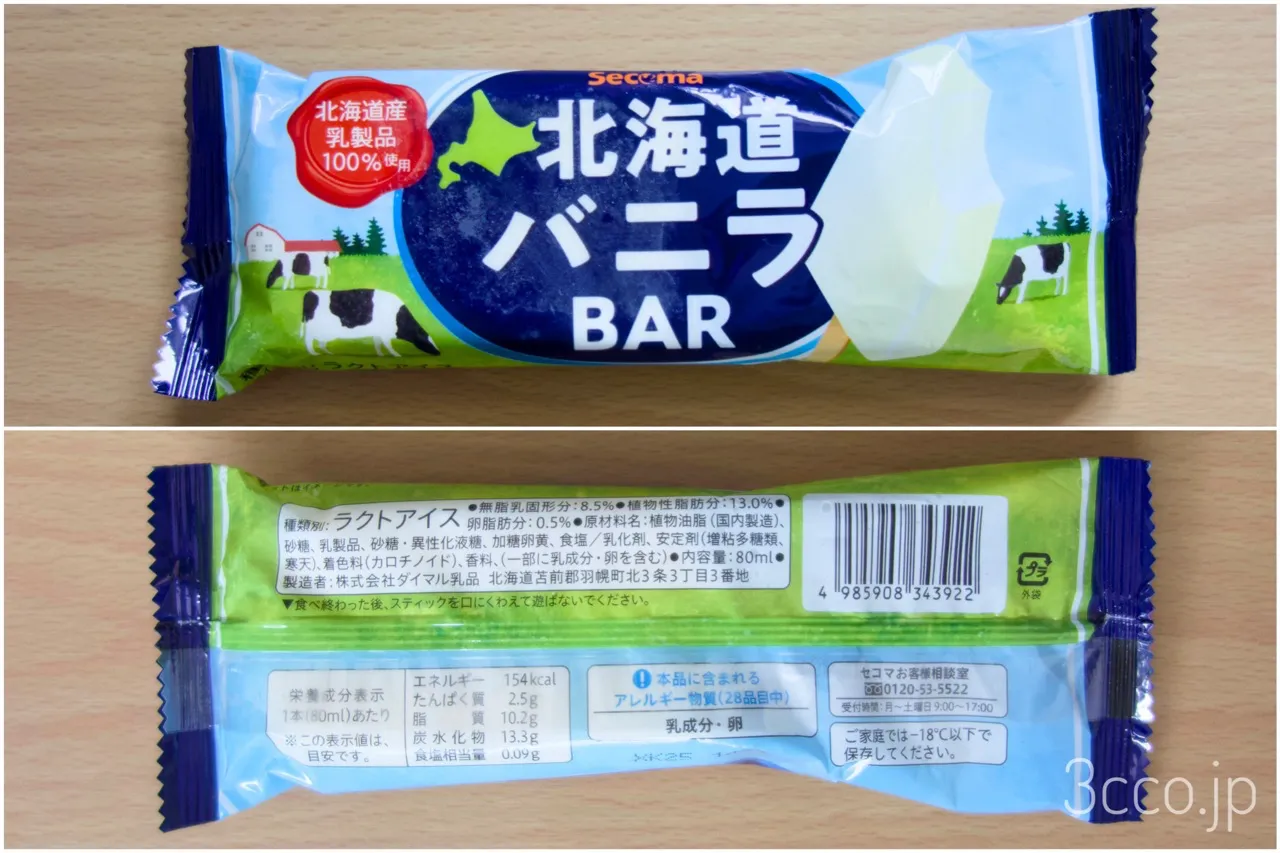 Secoma
北海道産
乳製品
100%使用
北海道
バニラ
BAR
ラクトアイス
種類別:ラクトアイス ●無脂乳固形分:8.5%●植物性脂肪分:13.0%●
卵脂肪分:0.5%●原材料名:植物油脂(国内製造)、
砂糖、乳製品、砂糖・異性化液糖、加糖卵黄、食塩/乳化剤、安定剤(増粘多糖類、
寒天)、着色料(カロチノイド)、香料、(一部に乳成分・卵を含む)●内容量:80ml●
製造者:株式会社ダイマル乳品 北海道苫前郡羽幌町北3条3丁目3番地
▼食べ終わった後、スティックを口にくわえて遊ばないでください。
4 985908 343922
プラ
外袋
栄養成分表示
1本(80ml)あたり
※この表示値は、
目安です。
エネルギー 154kcal
たんぱく質 2.5g
脂質 10.2g
炭水化物 13.3g
食塩相当量 0.09g
本品に含まれる
アレルギー物質(28品目中)
乳成分・卵
セコマお客様相談室
0120-53-5522
受付時間:月~土曜日9:00~17:00
ご家庭では-18℃以下で
保存してください。
3cco.jp